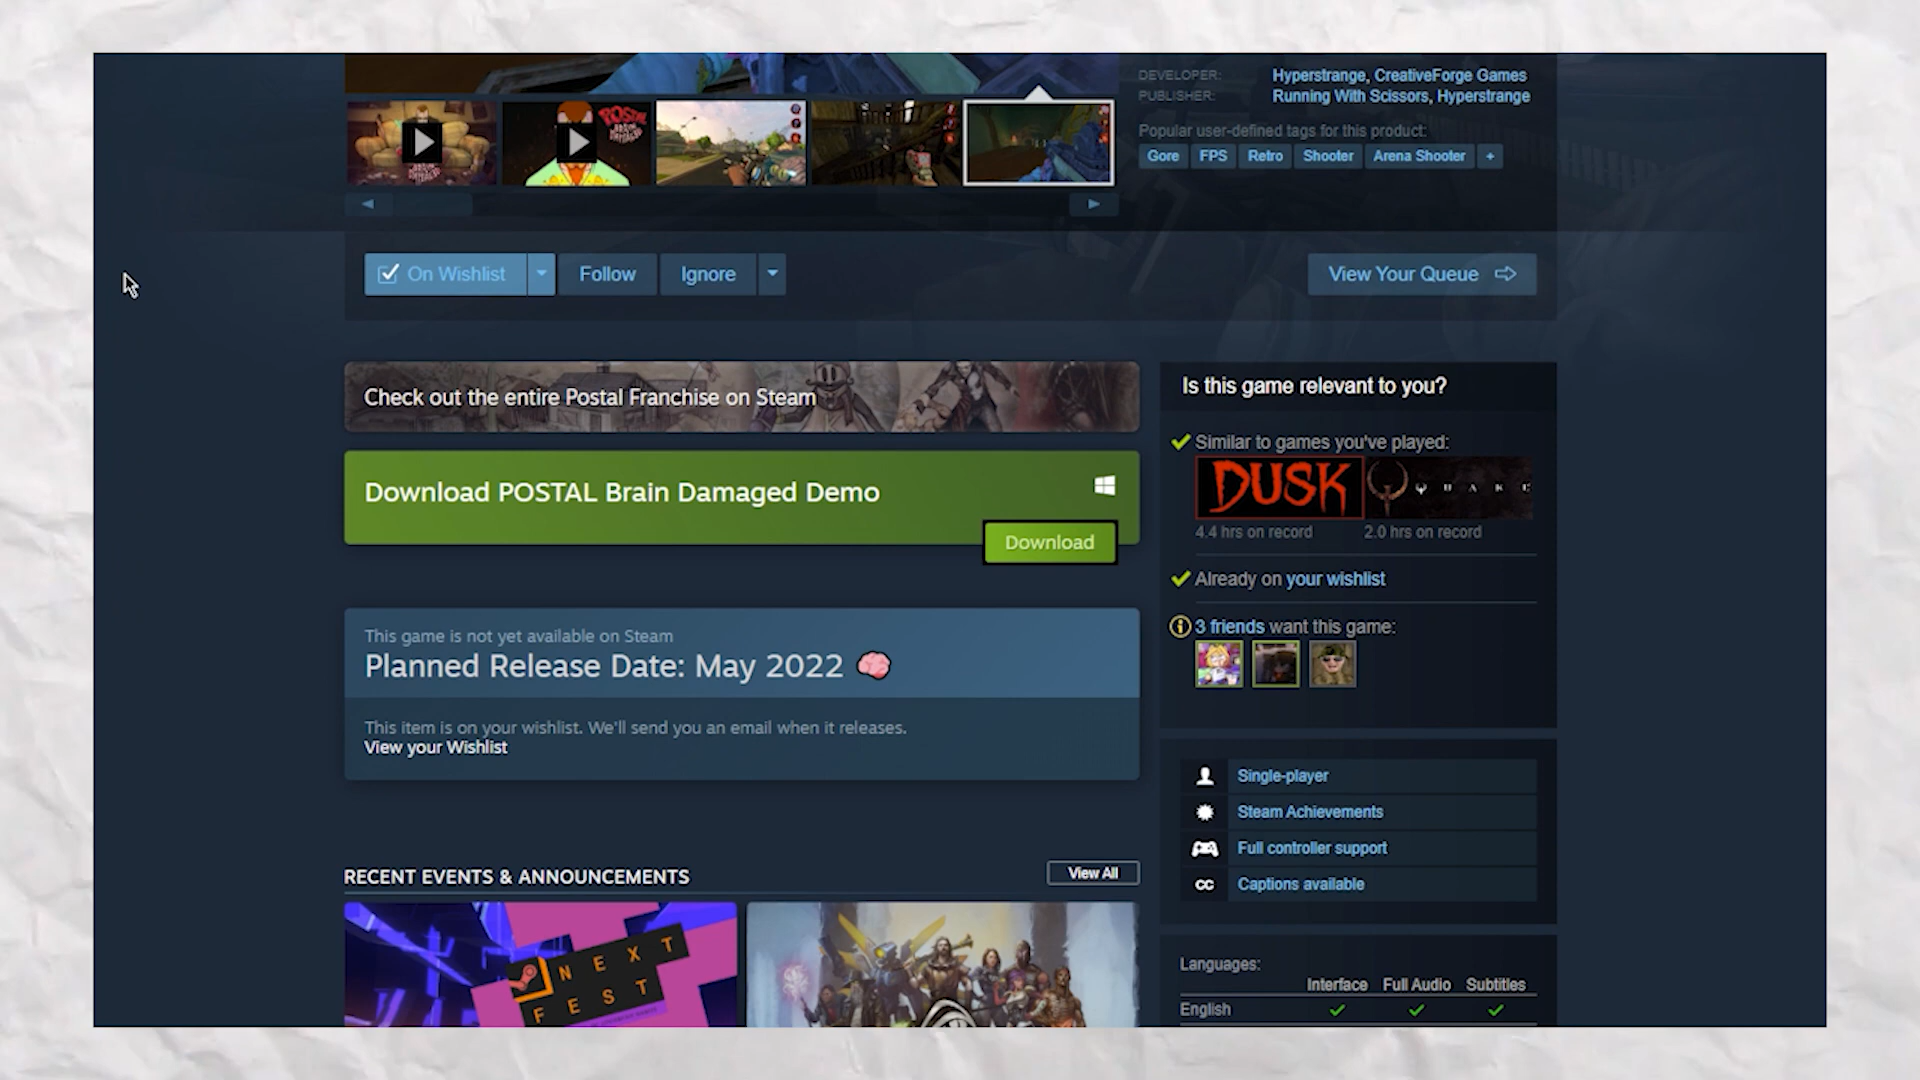 DEVELOPER: Hyperstrange, CreativeForge Games
PUBLISHER: Running With Scissors, Hyperstrange
Popular user-defined tags for this product:
Gore FPS Retro Shooter Arena Shooter +
POSTAL
On Wishlist Follow Ignore View Your Queue
Check out the entire Postal Franchise on Steam
Download POSTAL Brain Damaged Demo
Download
This game is not yet available on Steam
Planned Release Date: May 2022 🧠
This item is on your wishlist. We'll send you an email when it releases.
View your Wishlist
RECENT EVENTS & ANNOUNCEMENTS View All
NEXT
FEST
Is this game relevant to you?
Similar to games you've played:
DUSK QUAKE
4.4 hrs on record 2.0 hrs on record
Already on your wishlist
3 friends want this game:
Single-player
Steam Achievements
Full controller support
CC Captions available
Languages:
Interface Full Audio Subtitles
English